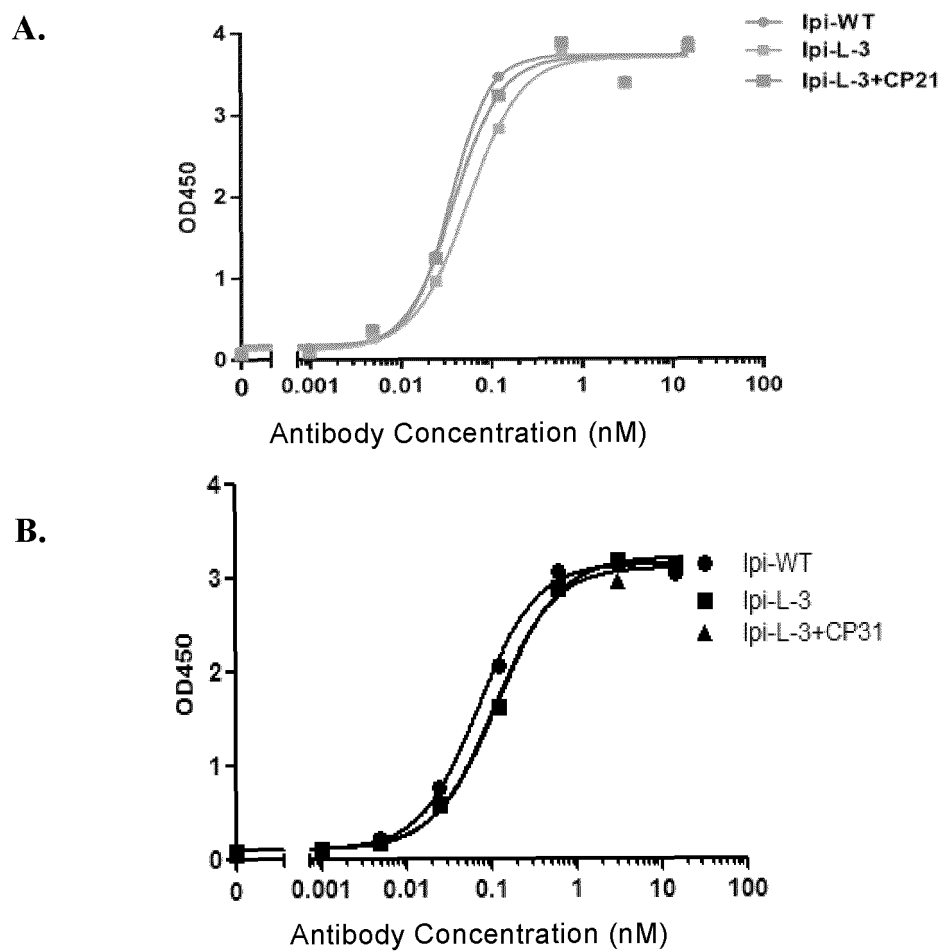 A.
4
3
2
1
0
OD450
0 0.001 0.01 0.1 1 10 100
Antibody Concentration (nM)
Ipi-WT
Ipi-L-3
Ipi-L-3+CP21
B.
4
3
2
1
0
OD450
0 0.001 0.01 0.1 1 10 100
Antibody Concentration (nM)
Ipi-WT
Ipi-L-3
Ipi-L-3+CP31